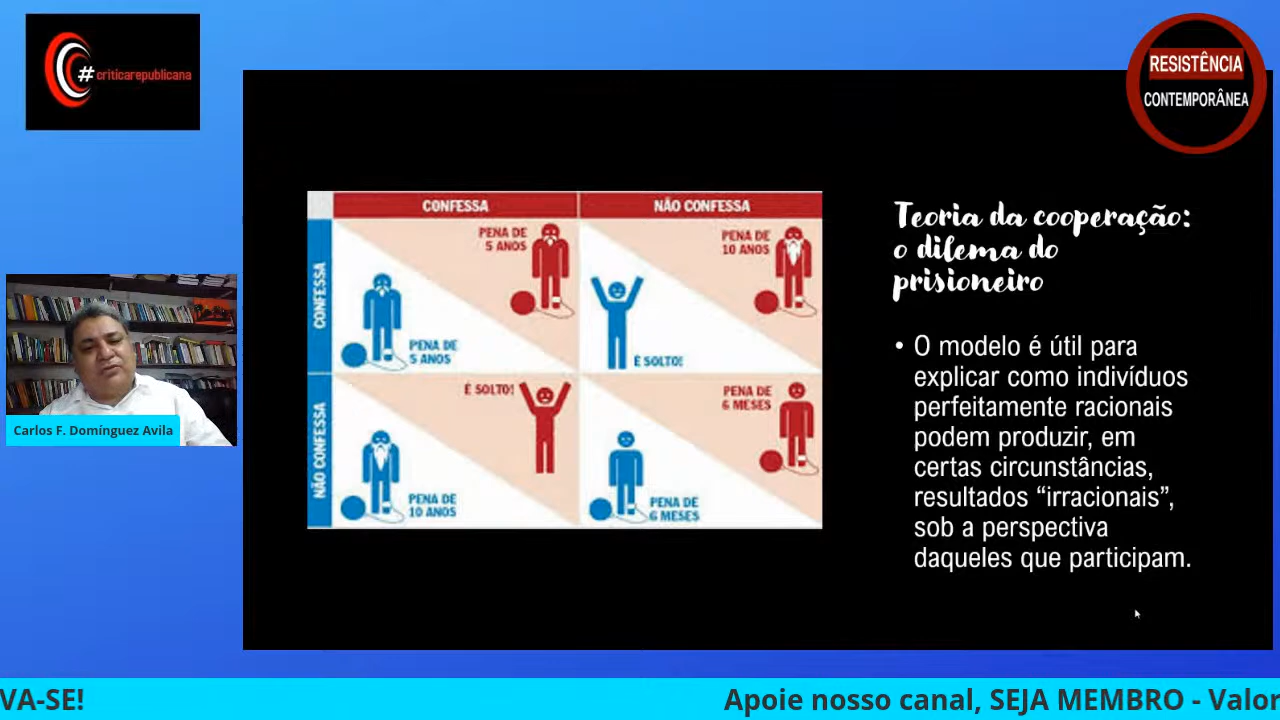 #criticarepublicana
RESISTÊNCIA
CONTEMPORÂNEA
CONFESSA
NÃO CONFESSA
CONFESSA
PENA DE
5 ANOS
PENA DE
5 ANOS
PENA DE
10 ANOS
É SOLTO!
NÃO CONFESSA
É SOLTO!
PENA DE
10 ANOS
PENA DE
6 MESES
PENA DE
6 MESES
Teoria da cooperação:
o dilema do
prisioneiro
• O modelo é útil para
explicar como indivíduos
perfeitamente racionais
podem produzir, em
certas circunstâncias,
resultados “irracionais”,
sob a perspectiva
daqueles que participam.
Carlos F. Domínguez Avila
VA-SE!
Apoie nosso canal, SEJA MEMBRO - Valor